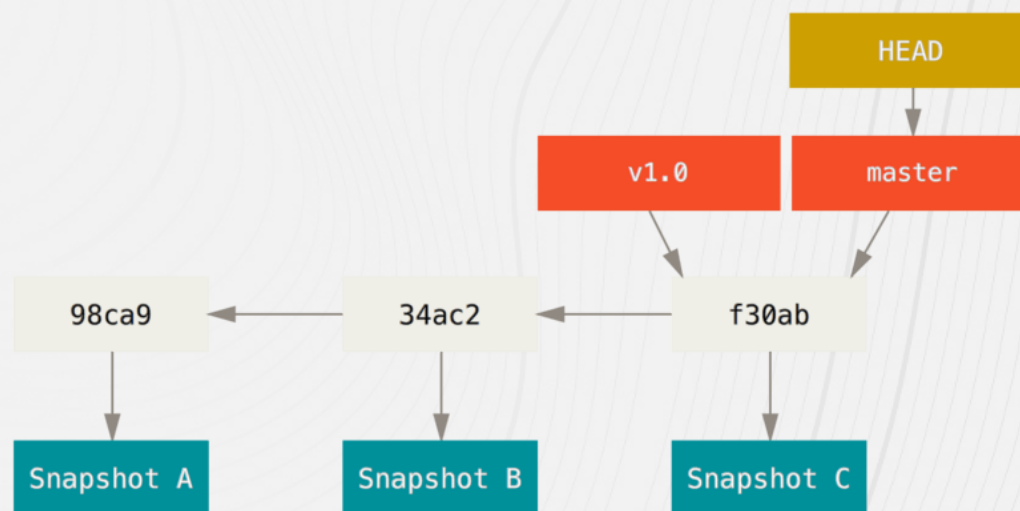 HEAD
v1.0
master
98ca9
34ac2
f30ab
Snapshot A
Snapshot B
Snapshot C